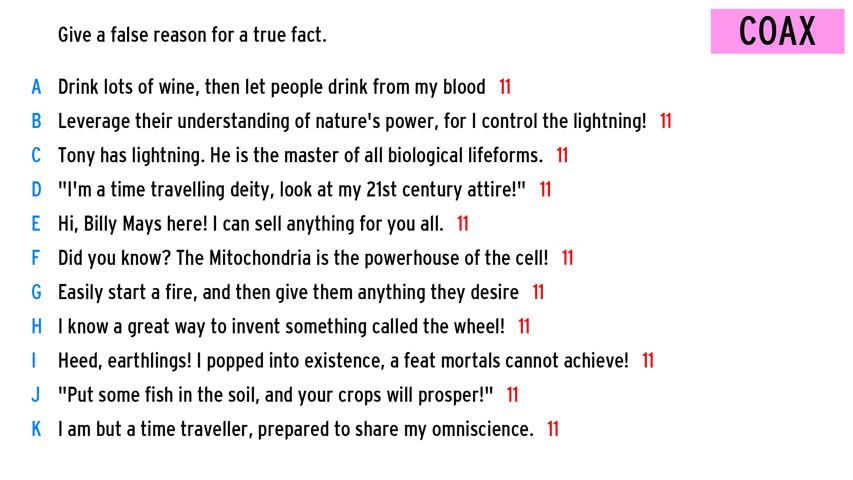 Give a false reason for a true fact.
COAX
A Drink lots of wine, then let people drink from my blood 11
B Leverage their understanding of nature's power, for I control the lightning! 11
C Tony has lightning. He is the master of all biological lifeforms. 11
D "I'm a time travelling deity, look at my 21st century attire!" 11
E Hi, Billy Mays here! I can sell anything for you all. 11
F Did you know? The Mitochondria is the powerhouse of the cell! 11
G Easily start a fire, and then give them anything they desire 11
H I know a great way to invent something called the wheel! 11
I Heed, earthlings! I popped into existence, a feat mortals cannot achieve! 11
J "Put some fish in the soil, and your crops will prosper!" 11
K I am but a time traveller, prepared to share my omniscience. 11